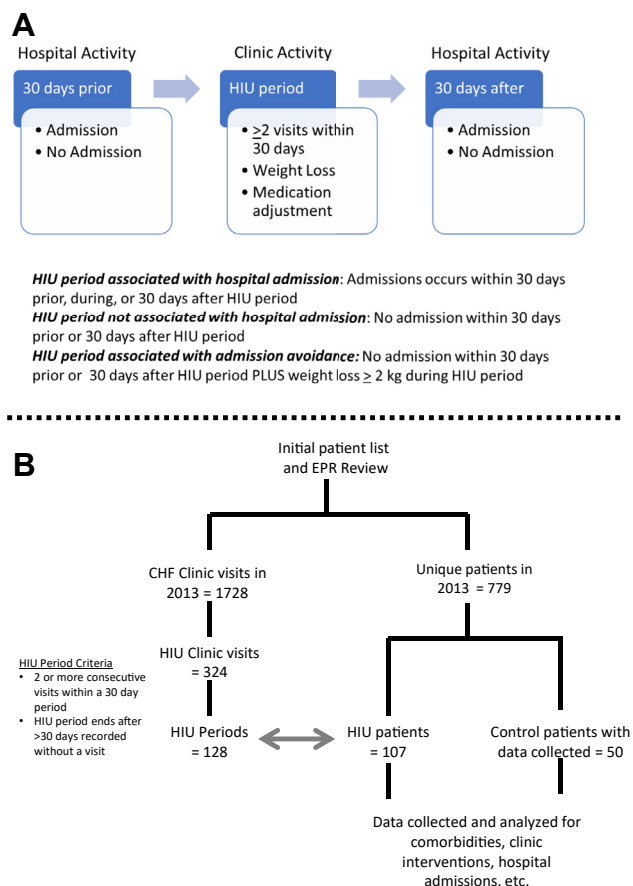 A
Hospital Activity
Clinic Activity
Hospital Activity
30 days prior
HIU period
30 days after
• Admission
• No Admission
• >2 visits within
30 days
• Weight Loss
• Medication
adjustment
• Admission
• No Admission
HIU period associated with hospital admission: Admissions occurs within 30 days
prior, during, or 30 days after HIU period
HIU period not associated with hospital admission: No admission within 30 days
prior or 30 days after HIU period
HIU period associated with admission avoidance: No admission within 30 days
prior or 30 days after HIU period PLUS weight loss ≥ 2 kg during HIU period
B
Initial patient list
and EPR Review
CHF Clinic visits in
2013 = 1728
Unique patients in
2013 = 779
HIU Clinic visits
= 324
HIU Period Criteria
• 2 or more consecutive
visits within a 30 day
period
• HIU period ends after
>30 days recorded
without a visit
HIU Periods
= 128
HIU patients
= 107
Control patients with
data collected = 50
Data collected and analyzed for
comorbidities, clinic
interventions, hospital
admissions, etc.